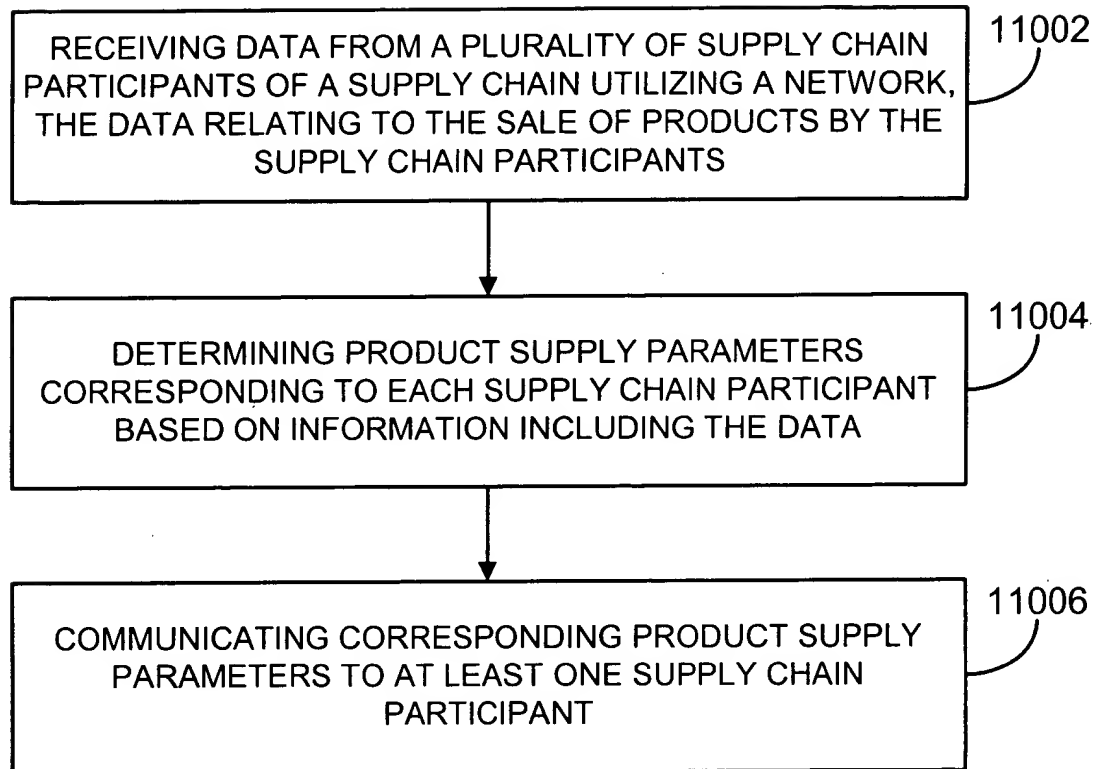 RECEIVING DATA FROM A PLURALITY OF SUPPLY CHAIN
PARTICIPANTS OF A SUPPLY CHAIN UTILIZING A NETWORK,
THE DATA RELATING TO THE SALE OF PRODUCTS BY THE
SUPPLY CHAIN PARTICIPANTS
11002
DETERMINING PRODUCT SUPPLY PARAMETERS
CORRESPONDING TO EACH SUPPLY CHAIN PARTICIPANT
BASED ON INFORMATION INCLUDING THE DATA
11004
COMMUNICATING CORRESPONDING PRODUCT SUPPLY
PARAMETERS TO AT LEAST ONE SUPPLY CHAIN
PARTICIPANT
11006